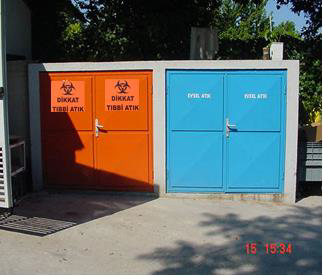 DİKKAT
TIBBİ ATIK
DİKKAT
TIBBİ ATIK
EVSEL ATIK
EVSEL ATIK
15 15:34